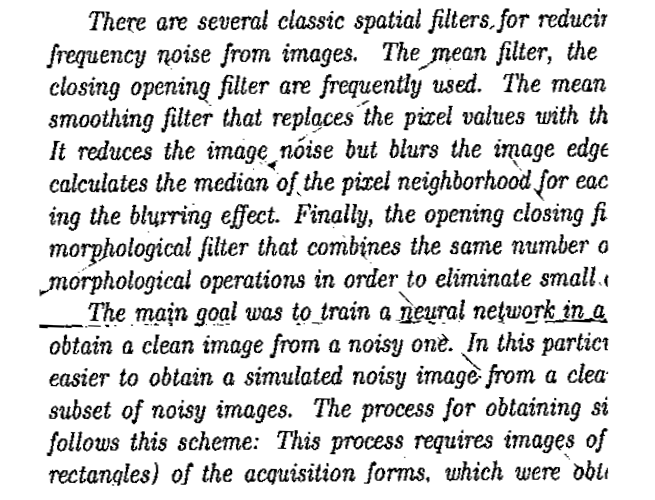 There are several classic spatial filters for reducin
frequency noise from images. The mean filter, the
closing opening filter are frequently used. The mean
smoothing filter that replaces the pixel values with th
It reduces the image noise but blurs the image edge
calculates the median of the pixel neighborhood for eac
ing the blurring effect. Finally, the opening closing fi
morphological filter that combines the same number o
morphological operations in order to eliminate small
The main goal was to train a neural network in a
obtain a clean image from a noisy one. In this partic
easier to obtain a simulated noisy image from a clea
subset of noisy images. The process for obtaining si
follows this scheme: This process requires images of
rectangles) of the acquisition forms, which were obt